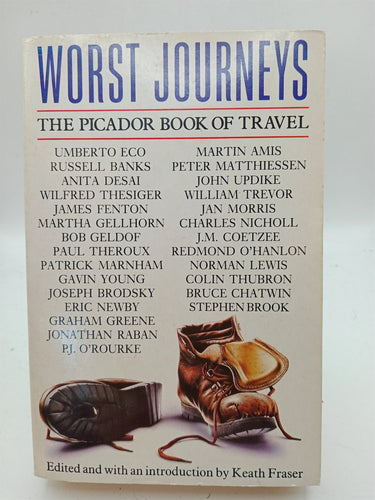 WORST JOURNEYS
THE PICADOR BOOK OF TRAVEL
UMBERTO ECO
RUSSELL BANKS
ANITA DESAI
WILFRED THESIGER
JAMES FENTON
MARTHA GELLHORN
BOB GELDOF
PAUL THEROUX
PATRICK MARNHAM
GAVIN YOUNG
JOSEPH BRODSKY
ERIC NEWBY
GRAHAM GREENE
JONATHAN RABAN
P.J. O'ROURKE
MARTIN AMIS
PETER MATTHIESSEN
JOHN UPDIKE
WILLIAM TREVOR
JAN MORRIS
CHARLES NICHOLL
J.M. COETZEE
REDMOND O'HANLON
NORMAN LEWIS
COLIN THUBRON
BRUCE CHATWIN
STEPHEN BROOK
Edited and with an introduction by Keath Fraser